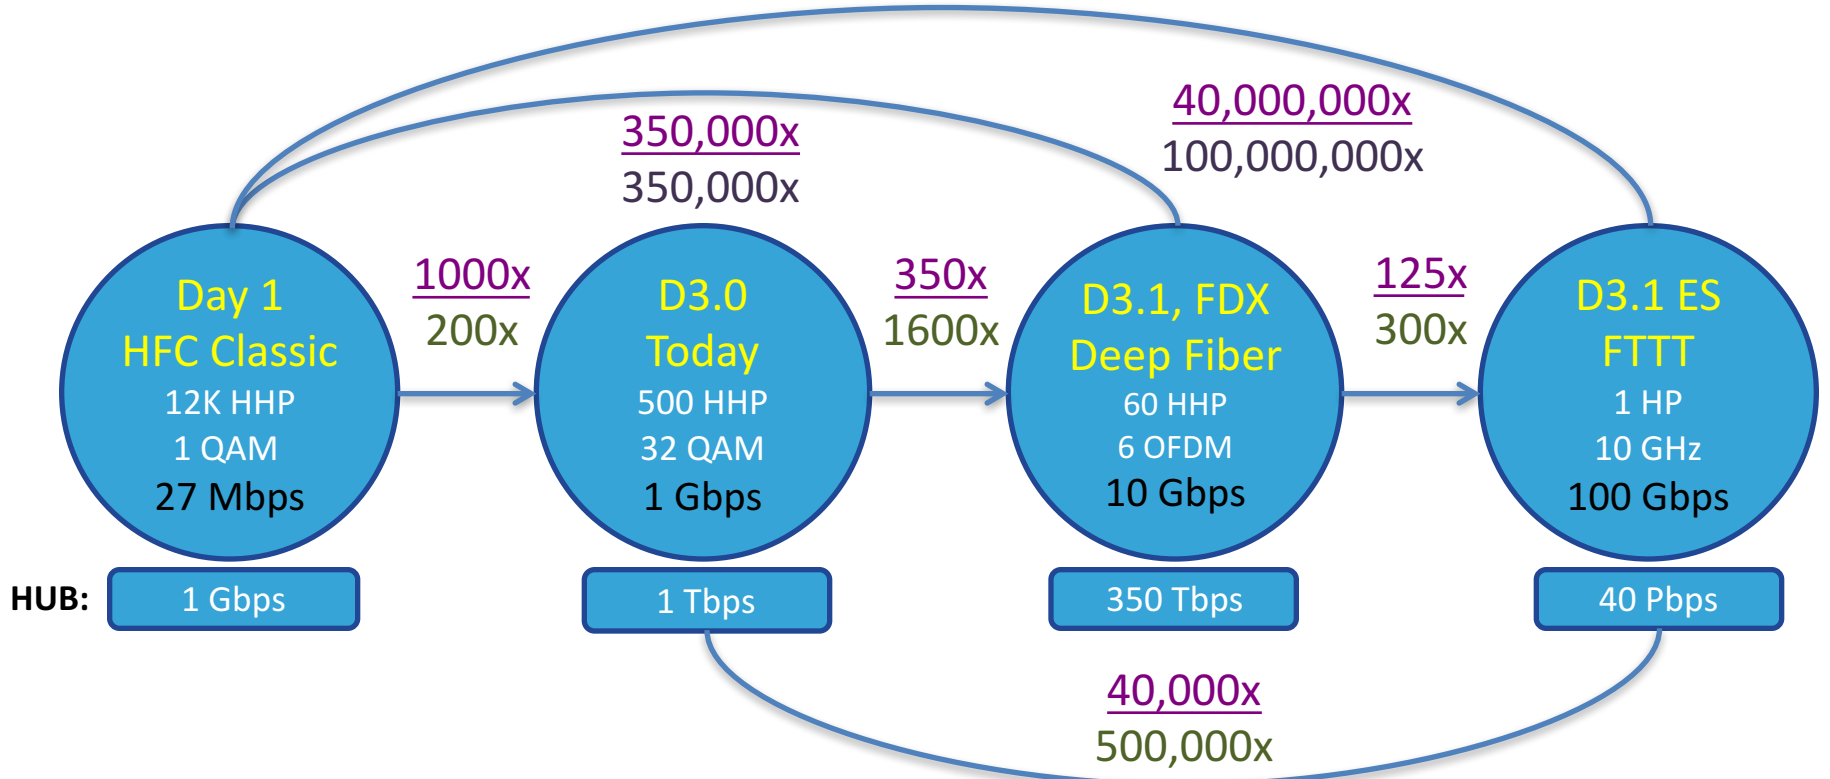 40,000,000x
100,000,000x
350,000x
350,000x
Day 1
HFC Classic
12K HHP
1 QAM
27 Mbps
1000x
200x
D3.0
Today
500 HHP
32 QAM
1 Gbps
350x
1600x
D3.1, FDX
Deep Fiber
60 HHP
6 OFDM
10 Gbps
125x
300x
D3.1 ES
FTTT
1 HP
10 GHz
100 Gbps
HUB:
1 Gbps
1 Tbps
350 Tbps
40 Pbps
40,000x
500,000x